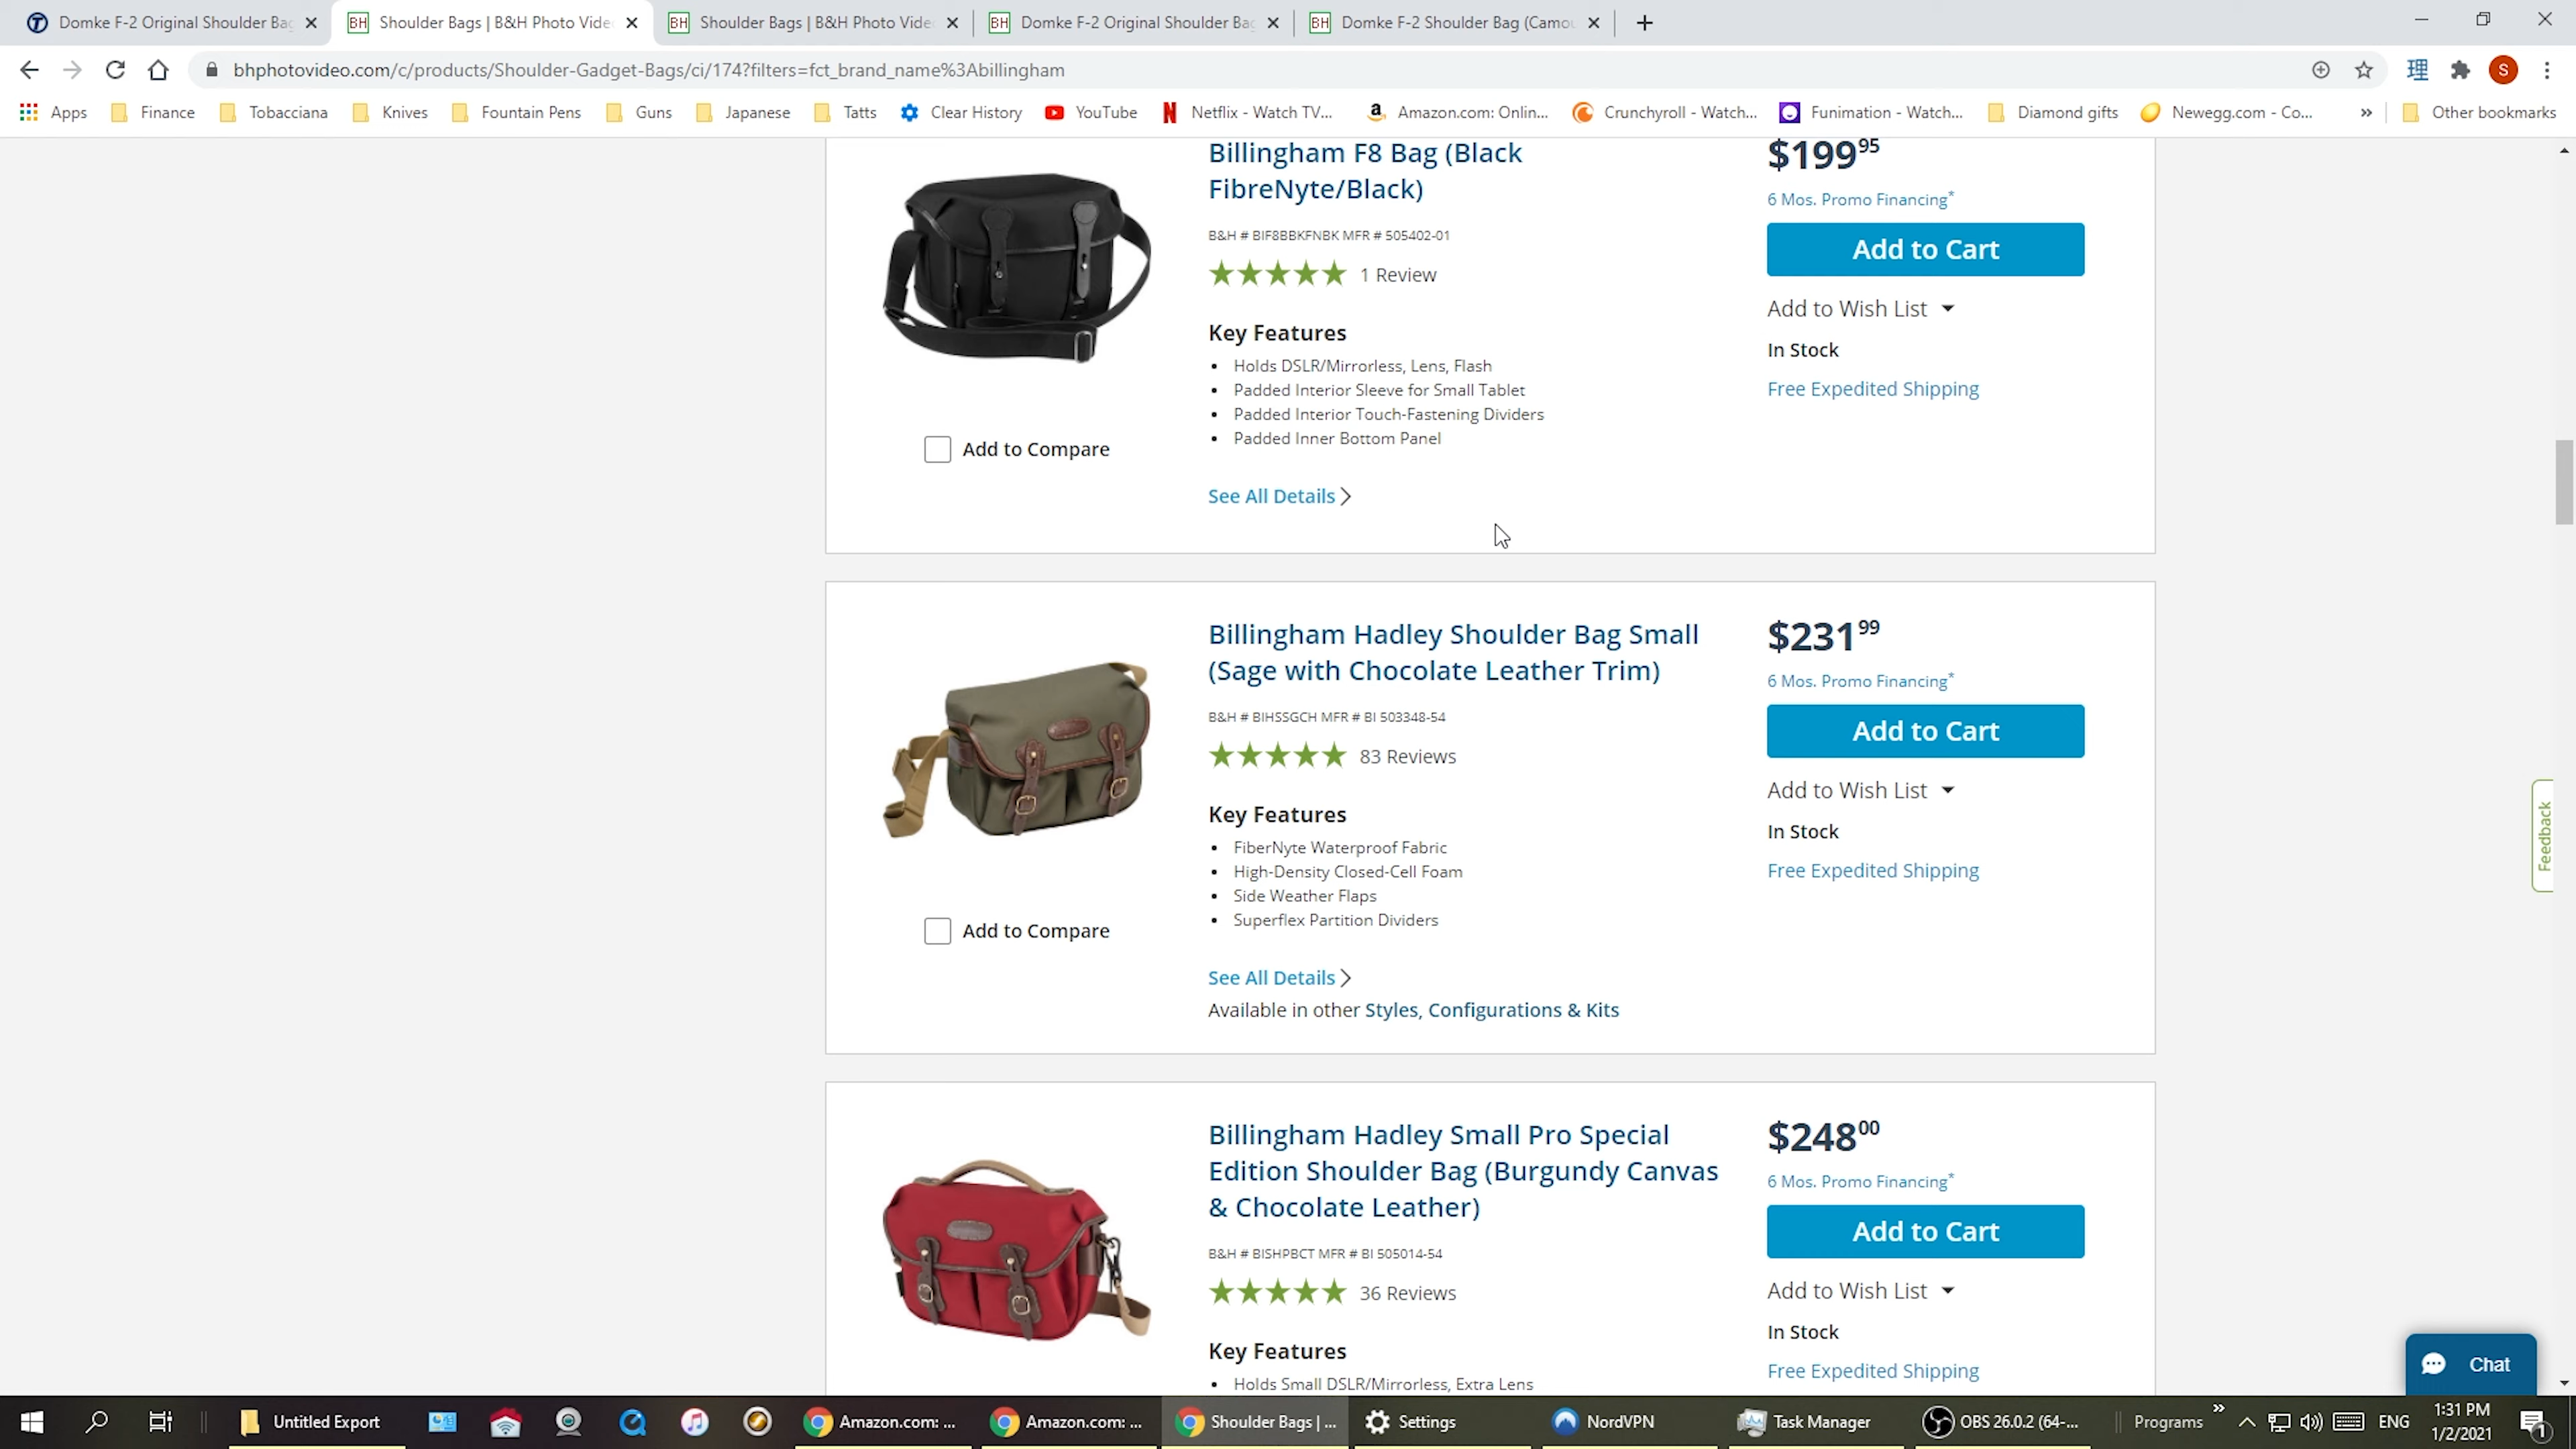 Domke F-2 Original Shoulder Bag
Shoulder Bags | B&H Photo Vide
Shoulder Bags | B&H Photo Vide
Domke F-2 Original Shoulder Bag
Domke F-2 Shoulder Bag (Camou
bhphotovideo.com/c/products/Shoulder-Gadget-Bags/ci/174?filters=fct_brand_name%3Abillingham
理
S
Apps Finance Tobacciana Knives Fountain Pens Guns Japanese Tatts Clear History YouTube Netflix - Watch TV... Amazon.com: Onlin... Crunchyroll - Watch... Funimation - Watch... Diamond gifts Newegg.com - Co... » Other bookmarks
Billingham F8 Bag (Black
FibreNyte/Black)
B&H # BIF8BBKFNBK MFR # 505402-01
1 Review
Key Features
• Holds DSLR/Mirrorless, Lens, Flash
• Padded Interior Sleeve for Small Tablet
• Padded Interior Touch-Fastening Dividers
• Padded Inner Bottom Panel
See All Details
Add to Compare
$199 95
6 Mos. Promo Financing*
Add to Cart
Add to Wish List
In Stock
Free Expedited Shipping
Billingham Hadley Shoulder Bag Small
(Sage with Chocolate Leather Trim)
B&H # BIHSSGCH MFR # BI 503348-54
83 Reviews
Key Features
• FiberNyte Waterproof Fabric
• High-Density Closed-Cell Foam
• Side Weather Flaps
• Superflex Partition Dividers
See All Details
Available in other Styles, Configurations & Kits
Add to Compare
$231 99
6 Mos. Promo Financing*
Add to Cart
Add to Wish List
In Stock
Free Expedited Shipping
Feedback
Billingham Hadley Small Pro Special
Edition Shoulder Bag (Burgundy Canvas
& Chocolate Leather)
B&H # BISHPBCT MFR # BI 505014-54
36 Reviews
Key Features
• Holds Small DSLR/Mirrorless, Extra Lens
$248 00
6 Mos. Promo Financing*
Add to Cart
Add to Wish List
In Stock
Free Expedited Shipping
Chat
Untitled Export Amazon.com: ... Amazon.com: ... Shoulder Bags | ... Settings NordVPN Task Manager OBS 26.0.2 (64-... Programs » ENG
1:31 PM
1/2/2021
1